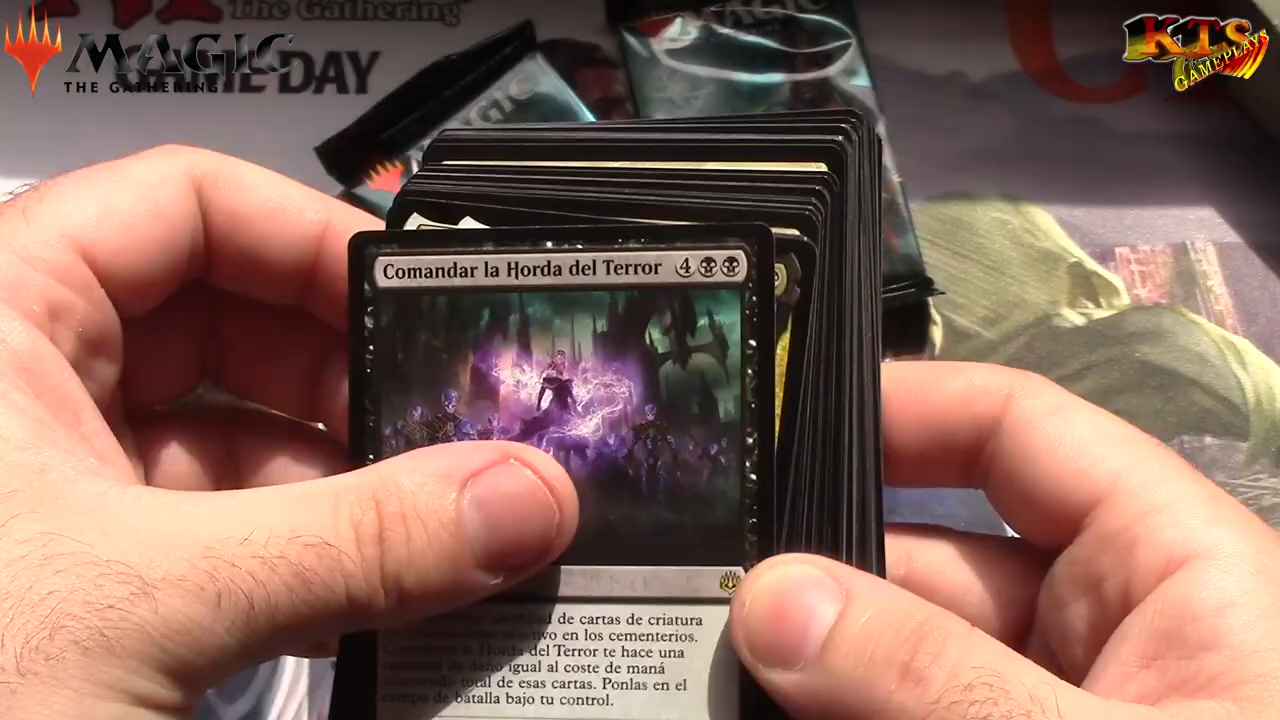 The Gathering
MAGIC
THE GATHERING
GAME DAY
MAGIC
KTS
GAMEPLAYS
Comandar la Horda del Terror 4
de cartas de criatura
en los cementerios.
del Terror te hace una
de daño igual al coste de maná
total de esas cartas. Ponlas en el
campo de batalla bajo tu control.